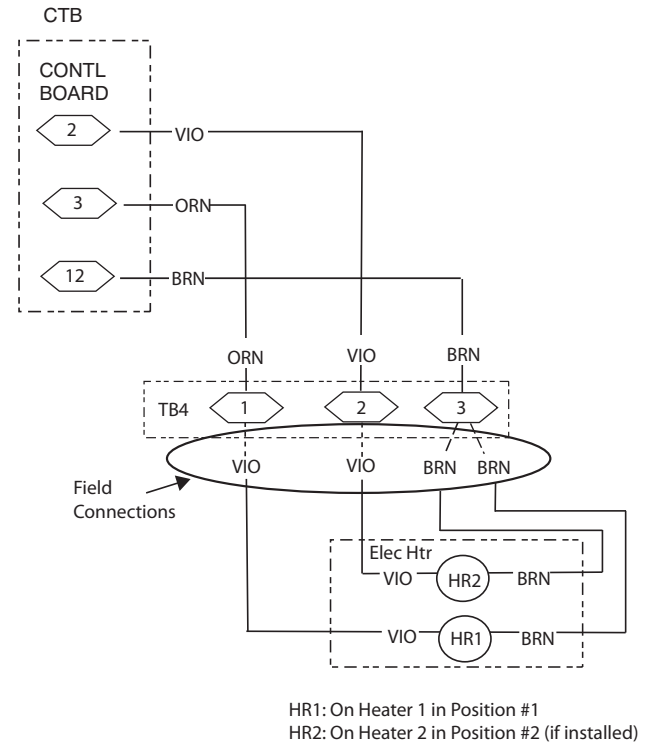 CTB
CONTL
BOARD
2
VIO
3
ORN
12
BRN
ORN
VIO
BRN
TB4
1
2
3
VIO
VIO
BRN
BRN
Field
Connections
Elec Htr
VIO
HR2
BRN
VIO
HR1
BRN
HR1: On Heater 1 in Position #1
HR2: On Heater 2 in Position #2 (if installed)